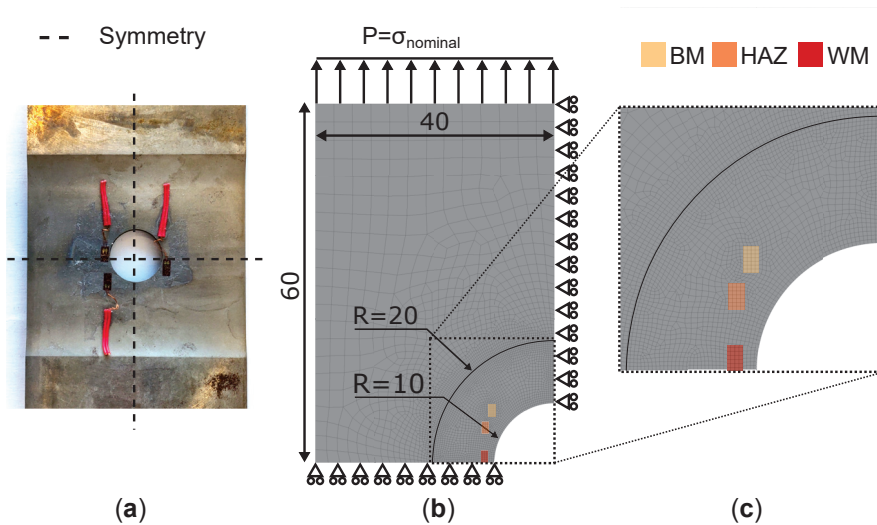 Symmetry
P=σnominal
BM HAZ WM
40
60
R=20
R=10
(a) (b) (c)